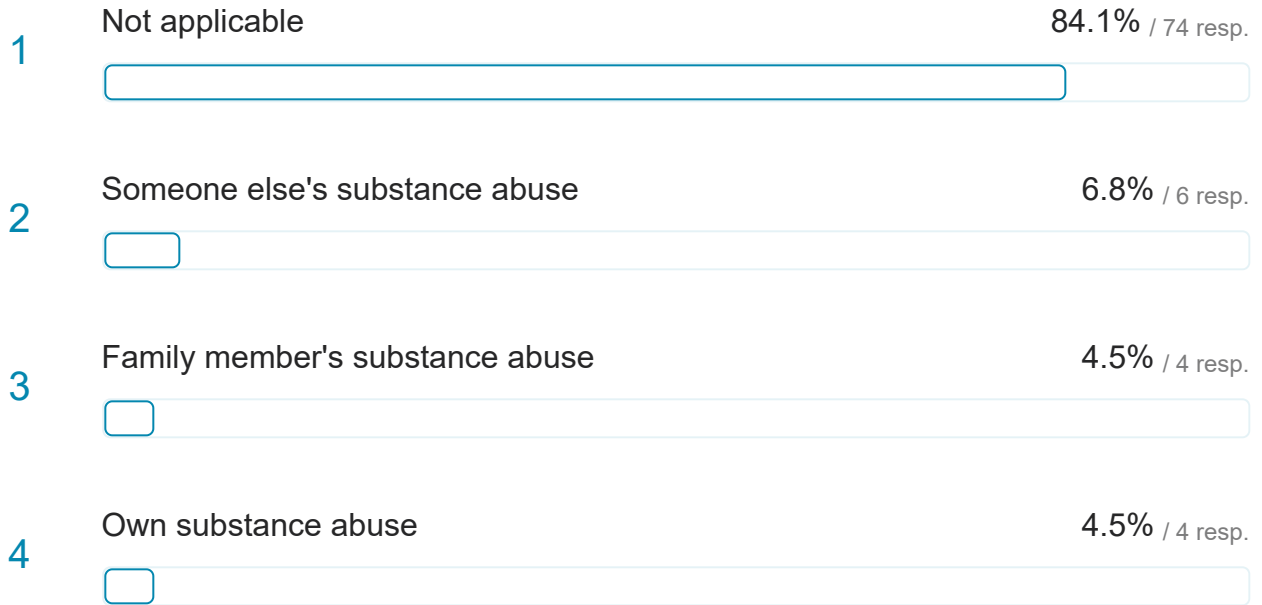 1 Not applicable 84.1% / 74 resp.
2 Someone else's substance abuse 6.8% / 6 resp.
3 Family member's substance abuse 4.5% / 4 resp.
4 Own substance abuse 4.5% / 4 resp.